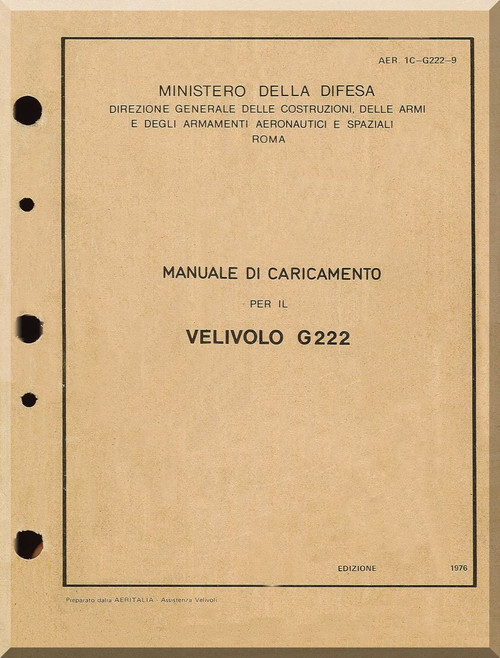 AER. 1C-G222-9
MINISTERO DELLA DIFESA
DIREZIONE GENERALE DELLE COSTRUZIONI, DELLE ARMI
E DEGLI ARMAMENTI AERONAUTICI E SPAZIALI
ROMA
MANUALE DI CARICAMENTO
PER IL
VELIVOLO G222
EDIZIONE 1976
Preparato dalla AERITALIA - Assistenza Velivoli